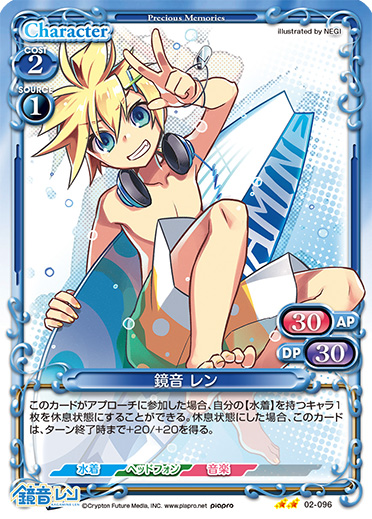 Precious Memories
Character
illustrated by NEGI
COST
2
SOURCE
1
AMINE
30 AP
DP 30
鏡音 レン
このカードがアプローチに参加した場合、自分の【水着】を持つキャラ1
枚を休息状態にすることができる。休息状態にした場合、このカード
は、ターン終了時まで+20/+20を得る。
水着 ヘッドフォン 音楽
鏡音レン
KAGAMINE LEN
©Crypton Future Media, INC. www.piapro.net piapro
02-096